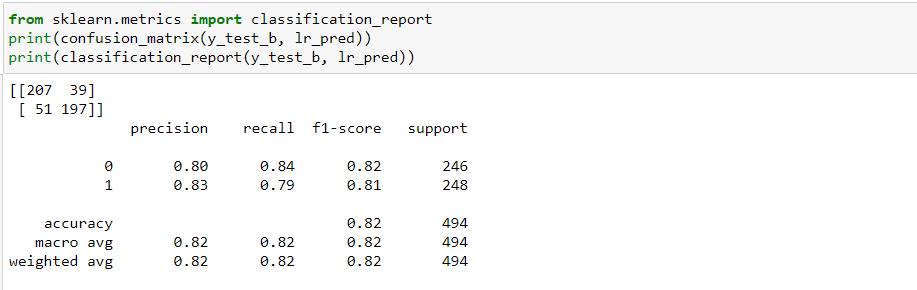 from sklearn.metrics import classification_report
print(confusion_matrix(y_test_b, lr_pred))
print(classification_report(y_test_b, lr_pred))
[[207  39]
 [ 51 197]]
              precision    recall  f1-score   support

           0       0.80      0.84      0.82       246
           1       0.83      0.79      0.81       248

    accuracy                           0.82       494
   macro avg       0.82      0.82      0.82       494
weighted avg       0.82      0.82      0.82       494